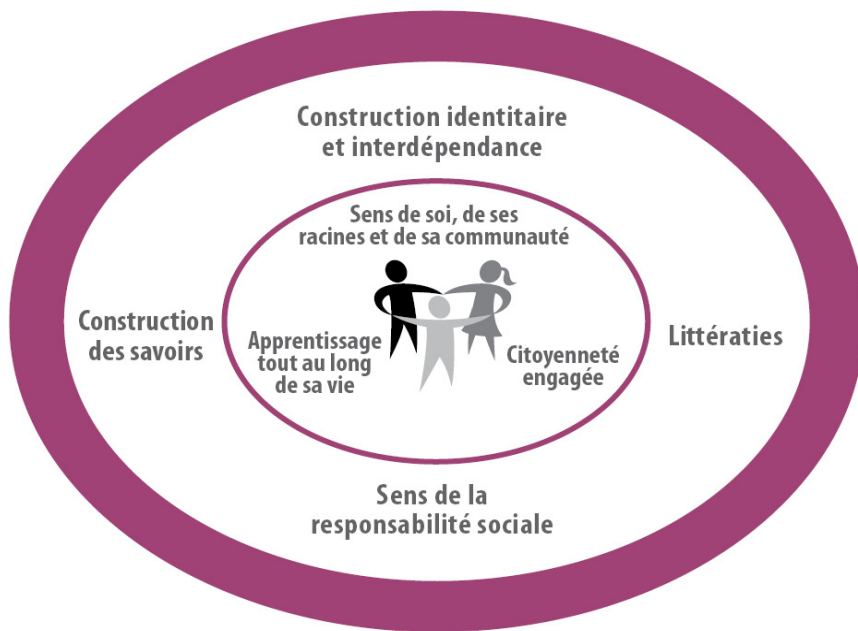 Construction identitaire
et interdépendance
Sens de soi, de ses
racines et de sa communauté
Construction
des savoirs
Apprentissage
tout au long
de sa vie
Citoyenneté
engagée
Littératies
Sens de la
responsabilité sociale